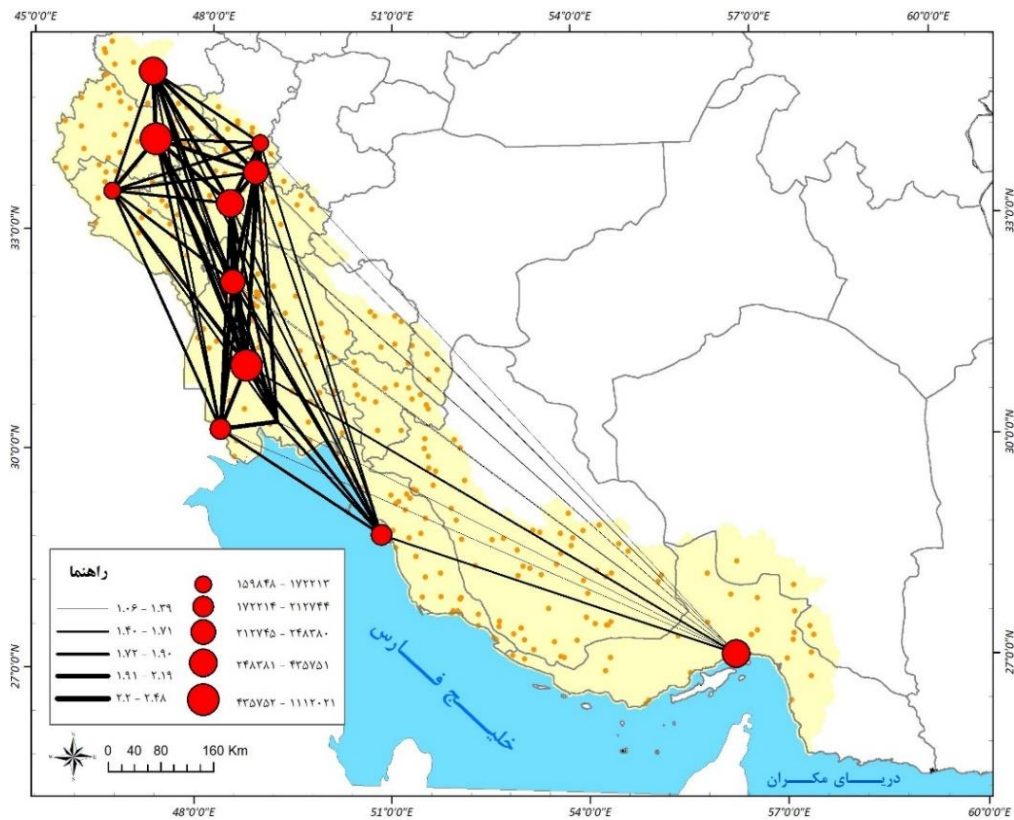 45°0'0"E 48°0'0"E 51°0'0"E 54°0'0"E 57°0'0"E 60°0'0"E
33°0'0"N 33°0'0"N
30°0'0"N 30°0'0"N
27°0'0"N 27°0'0"N
خلیج فارس
دریای مکران
راهنما
۱.۰۶ - ۱.۳۹
۱.۴۰ - ۱.۷۱
۱.۷۲ - ۱.۹۰
۱.۹۱ - ۲.۱۹
۲.۲ - ۲.۴۸
۱۵۹۸۴۸ - ۱۷۲۲۱۳
۱۷۲۲۱۴ - ۲۱۲۷۴۴
۲۱۲۷۴۵ - ۲۴۸۳۸۰
۲۴۸۳۸۱ - ۴۳۵۷۵۱
۴۳۵۷۵۲ - ۱۱۱۲۰۲۱
0 40 80 160 Km
48°0'0"E 51°0'0"E 54°0'0"E 57°0'0"E 60°0'0"E